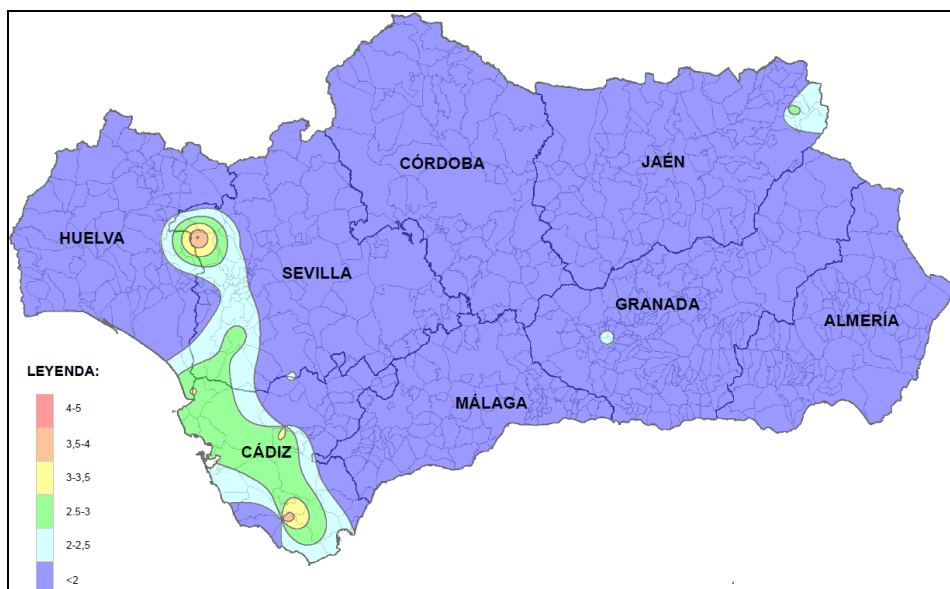 CÓRDOBA
JAÉN
HUELVA
SEVILLA
GRANADA
ALMERÍA
MÁLAGA
CÁDIZ
LEYENDA:
4-5
3,5-4
3-3,5
2.5-3
2-2,5
<2